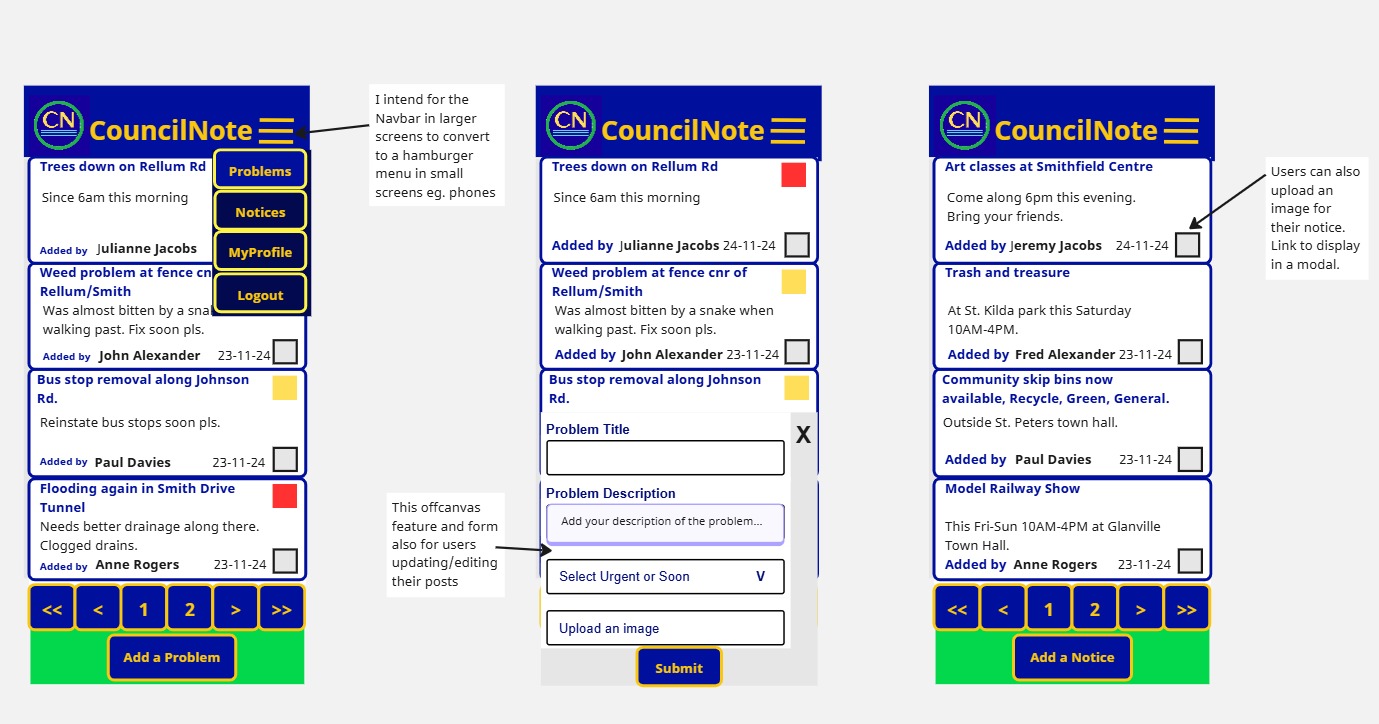 CN
CouncilNote
Problems
Notices
MyProfile
Logout
Trees down on Rellum Rd
Since 6am this morning
Added by Julianne Jacobs
Weed problem at fence cn
Rellum/Smith
Was almost bitten by a sna
walking past. Fix soon pls.
Added by John Alexander 23-11-24
Bus stop removal along Johnson
Rd.
Reinstate bus stops soon pls.
Added by Paul Davies 23-11-24
Flooding again in Smith Drive
Tunnel
Needs better drainage along there.
Clogged drains.
Added by Anne Rogers 23-11-24
<< < 1 2 > >>
Add a Problem
I intend for the
Navbar in larger
screens to convert
to a hamburger
menu in small
screens eg. phones
CN
CouncilNote
Trees down on Rellum Rd
Since 6am this morning
Added by Julianne Jacobs 24-11-24
Weed problem at fence cnr of
Rellum/Smith
Was almost bitten by a snake when
walking past. Fix soon pls.
Added by John Alexander 23-11-24
Bus stop removal along Johnson
Rd.
X
Problem Title
Problem Description
Add your description of the problem...
Select Urgent or Soon V
Upload an image
Submit
This offcanvas
feature and form
also for users
updating/editing
their posts
CN
CouncilNote
Art classes at Smithfield Centre
Come along 6pm this evening.
Bring your friends.
Added by Jeremy Jacobs 24-11-24
Trash and treasure
At St. Kilda park this Saturday
10AM-4PM.
Added by Fred Alexander 23-11-24
Community skip bins now
available, Recycle, Green, General.
Outside St. Peters town hall.
Added by Paul Davies 23-11-24
Model Railway Show
This Fri-Sun 10AM-4PM at Glanville
Town Hall.
Added by Anne Rogers 23-11-24
<< < 1 2 > >>
Add a Notice
Users can also
upload an
image for
their notice.
Link to display
in a modal.